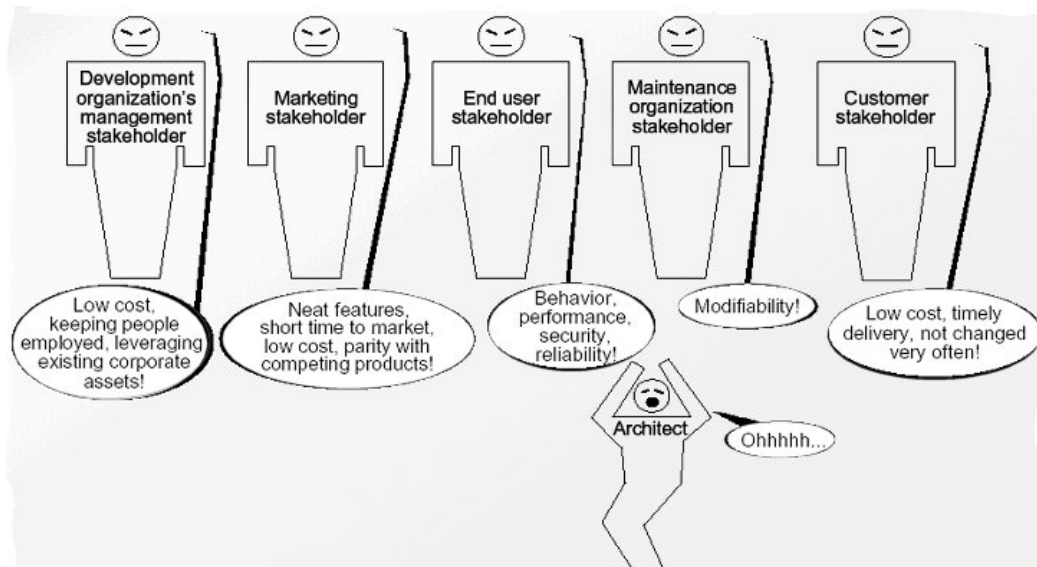 Development
organization's
management
stakeholder
Marketing
stakeholder
End user
stakeholder
Maintenance
organization
stakeholder
Customer
stakeholder
Low cost,
keeping people
employed, leveraging
existing corporate
assets!
Neat features,
short time to market,
low cost, parity with
competing products!
Behavior,
performance,
security,
reliability!
Modifiability!
Low cost, timely
delivery, not changed
very often!
Architect
Ohhhhh...